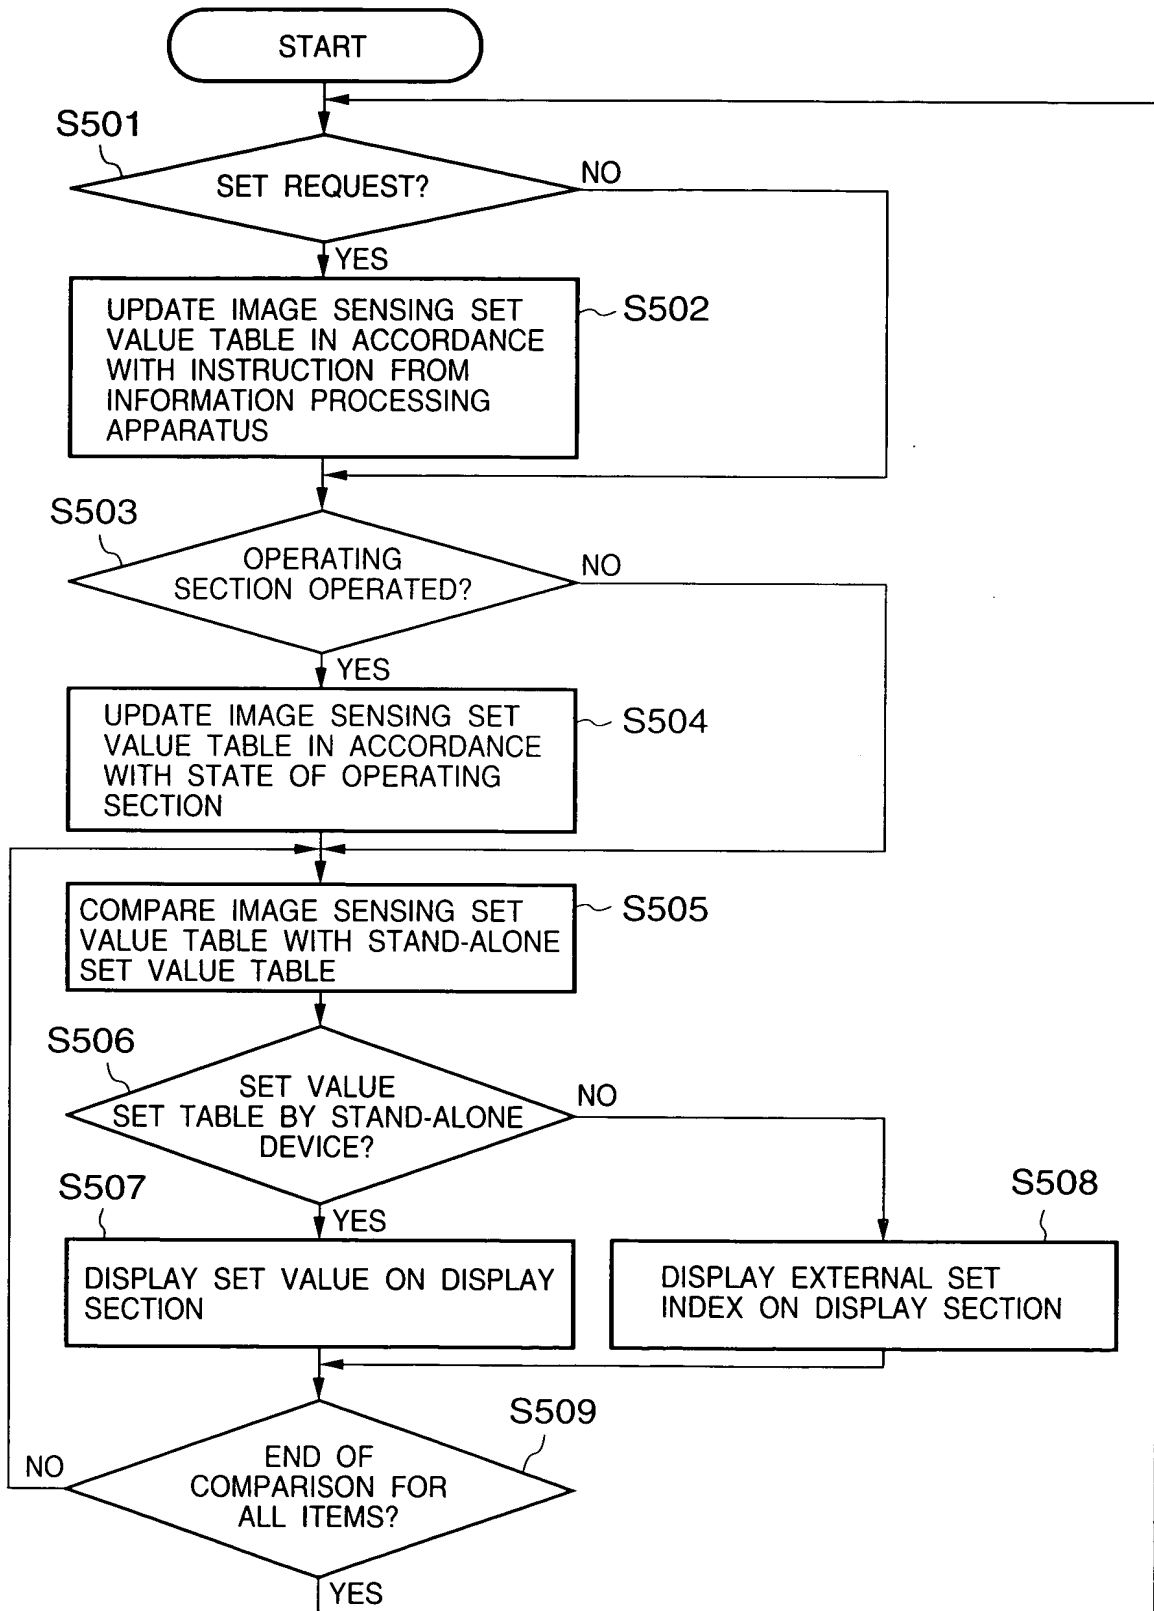 START
S501
SET REQUEST?
NO
YES
UPDATE IMAGE SENSING SET
VALUE TABLE IN ACCORDANCE
WITH INSTRUCTION FROM
INFORMATION PROCESSING
APPARATUS
S502
S503
OPERATING
SECTION OPERATED?
NO
YES
UPDATE IMAGE SENSING SET
VALUE TABLE IN ACCORDANCE
WITH STATE OF OPERATING
SECTION
S504
COMPARE IMAGE SENSING SET
VALUE TABLE WITH STAND-ALONE
SET VALUE TABLE
S505
S506
SET VALUE
SET TABLE BY STAND-ALONE
DEVICE?
NO
YES
S507
DISPLAY SET VALUE ON DISPLAY
SECTION
S508
DISPLAY EXTERNAL SET
INDEX ON DISPLAY SECTION
S509
END OF
COMPARISON FOR
ALL ITEMS?
NO
YES